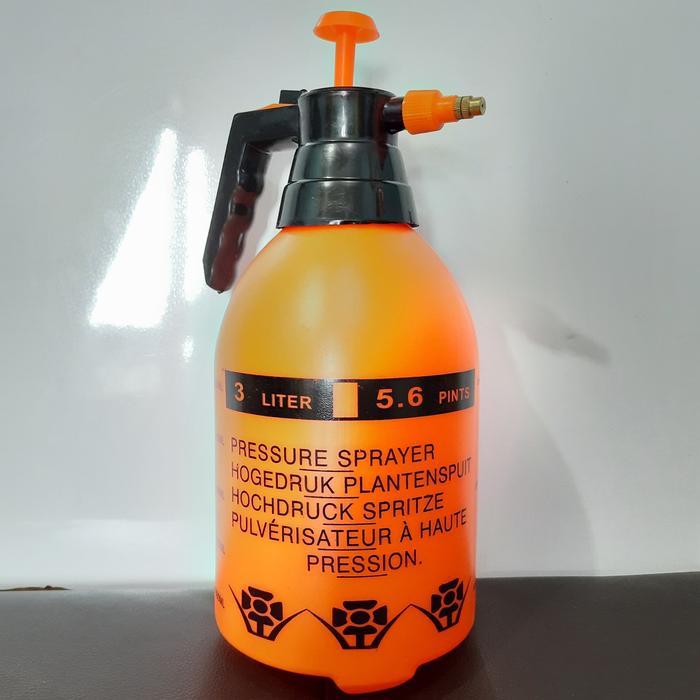 3 LITER 5.6 PINTS
PRESSURE SPRAYER
HOGEDRUK PLANTENSPUIT
HOCHDRUCK SPRITZE
PULVÉRISATEUR À HAUTE
PRESSION.